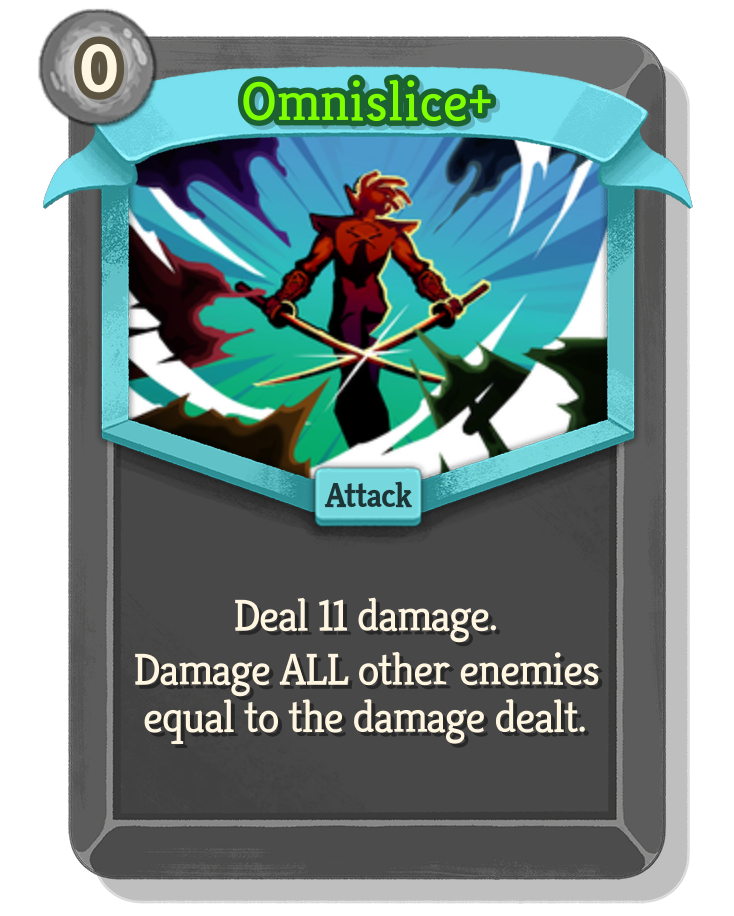 0
Omnislice+
Attack
Deal 11 damage.
Damage ALL other enemies
equal to the damage dealt.